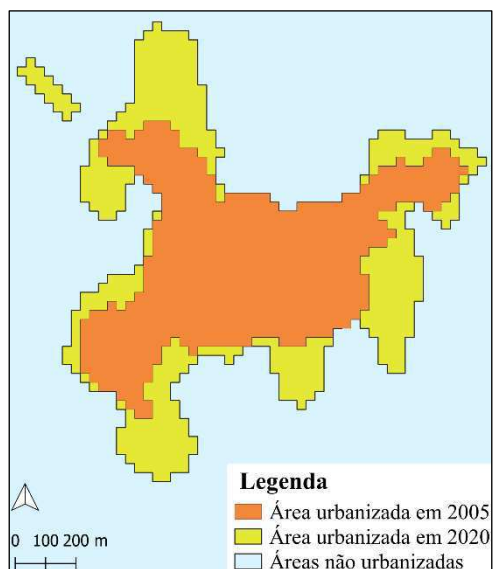 Legenda
Área urbanizada em 2005
Área urbanizada em 2020
Áreas não urbanizadas
0 100 200 m